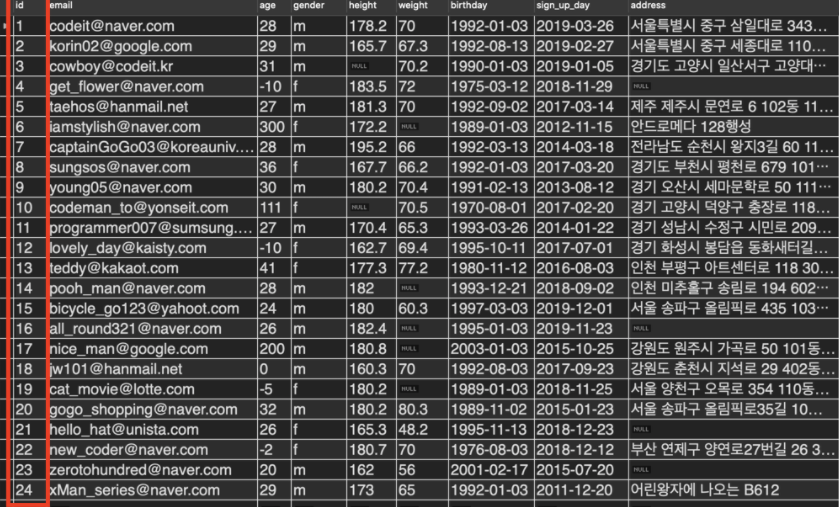 id email age gender height weight birthday sign_up_day address
1 codeit@naver.com 28 m 178.2 70 1992-01-03 2019-03-26 서울특별시 중구 삼일대로 343...
2 korin02@google.com 29 m 165.7 67.3 1992-08-13 2019-02-27 서울특별시 중구 세종대로 110...
3 cowboy@codeit.kr 31 m NULL 70.2 1990-01-03 2019-01-05 경기도 고양시 일산서구 고양대...
4 get_flower@naver.com -10 f 183.5 72 1975-03-12 2018-11-29 NULL
5 taehos@hanmail.net 27 m 181.3 70 1992-09-02 2017-03-14 제주 제주시 문연로 6 102동 11...
6 iamstylish@naver.com 300 f 172.2 NULL 1989-01-03 2012-11-15 안드로메다 128행성
7 captainGoGo03@koreauniv.... 28 m 195.2 66 1992-03-13 2014-03-18 전라남도 순천시 왕지3길 60 11...
8 sungsos@naver.com 36 f 167.7 66.2 1992-01-03 2017-03-20 경기도 부천시 평천로 679 101...
9 young05@naver.com 30 m 180.2 70.4 1991-02-13 2013-08-12 경기 오산시 세마문학로 50 111...
10 codeman_to@yonseit.com 111 f NULL 70.5 1970-08-01 2017-02-20 경기 고양시 덕양구 충장로 118...
11 programmer007@sumsung.... 27 m 170.4 65.3 1993-03-26 2014-01-22 경기 성남시 수정구 시민로 209...
12 lovely_day@kaisty.com -10 f 162.7 69.4 1995-10-11 2017-07-01 경기 화성시 봉담읍 동화새터길...
13 teddy@kakaot.com 41 f 177.3 77.2 1980-11-12 2016-08-03 인천 부평구 아트센터로 118 30...
14 pooh_man@naver.com 28 m 182 NULL 1993-12-21 2018-09-02 인천 미추홀구 송림로 194 602...
15 bicycle_go123@yahoot.com 24 m 180 60.3 1997-03-03 2019-12-01 서울 송파구 올림픽로 435 103...
16 all_round321@naver.com 26 m 182.4 NULL 1995-01-03 2019-11-23 NULL
17 nice_man@google.com 200 m 180.8 NULL 2003-01-03 2015-10-25 강원도 원주시 가곡로 50 101동...
18 jw101@hanmail.net 0 m 160.3 70 1992-08-03 2017-09-23 강원도 춘천시 지석로 29 402동...
19 cat_movie@lotte.com -5 f 180.2 NULL 1989-01-03 2018-11-25 서울 양천구 오목로 354 110동...
20 gogo_shopping@naver.com 32 m 180.2 80.3 1989-11-02 2015-01-23 서울 송파구 올림픽로35길 10...
21 hello_hat@unista.com 26 f 165.3 48.2 1995-11-13 2018-12-23 NULL
22 new_coder@naver.com -2 f 180.7 70 1976-08-03 2018-12-12 부산 연제구 양연로27번길 26 3...
23 zerotohundred@naver.com 20 m 162 56 2001-02-17 2015-07-20 NULL
24 xMan_series@naver.com 29 m 173 65 1992-01-03 2011-12-20 어린왕자에 나오는 B612